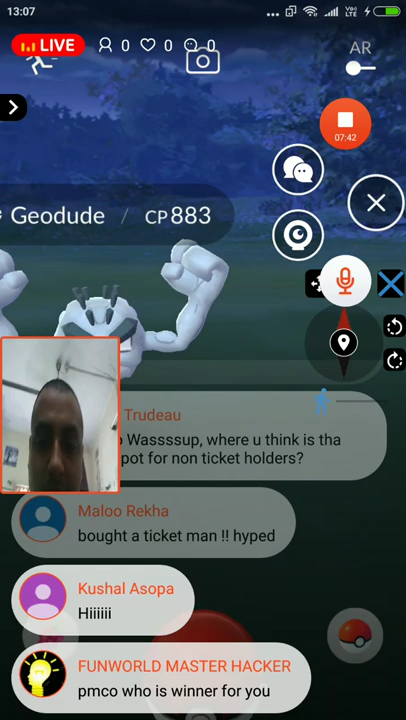 13:07
Vo)
LTE
LIVE
0
0
0
AR
07:42
Geodude / CP883
Trudeau
Wassssup, where u think is tha
pot for non ticket holders?
Maloo Rekha
bought a ticket man !! hyped
Kushal Asopa
Hiiiiii
FUNWORLD MASTER HACKER
pmco who is winner for you